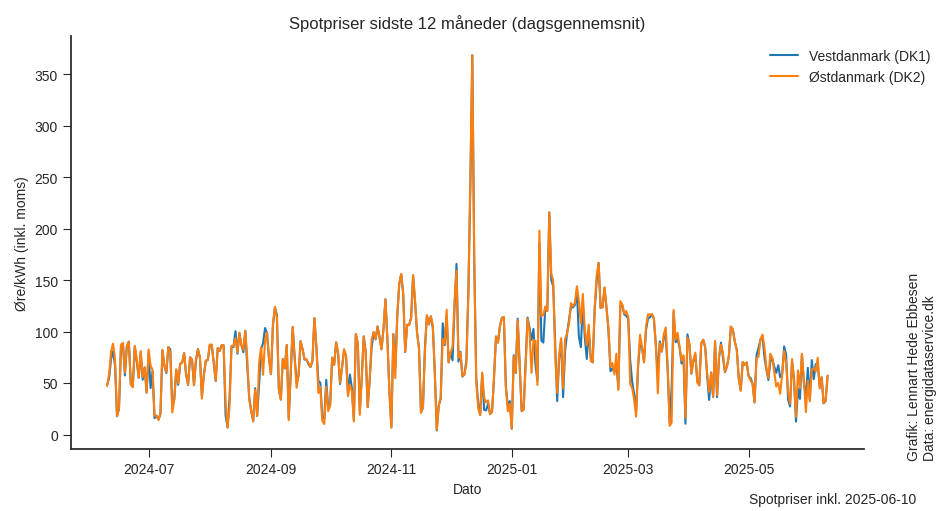 Spotpriser sidste 12 måneder (dagsgennemsnit)
Vestdanmark (DK1)
Østdanmark (DK2)
Øre/kWh (inkl. moms)
350
300
250
200
150
100
50
0
2024-07
2024-09
2024-11
2025-01
2025-03
2025-05
Dato
Grafik: Lennart Hede Ebbesen
Data: energidataservice.dk
Spotpriser inkl. 2025-06-10